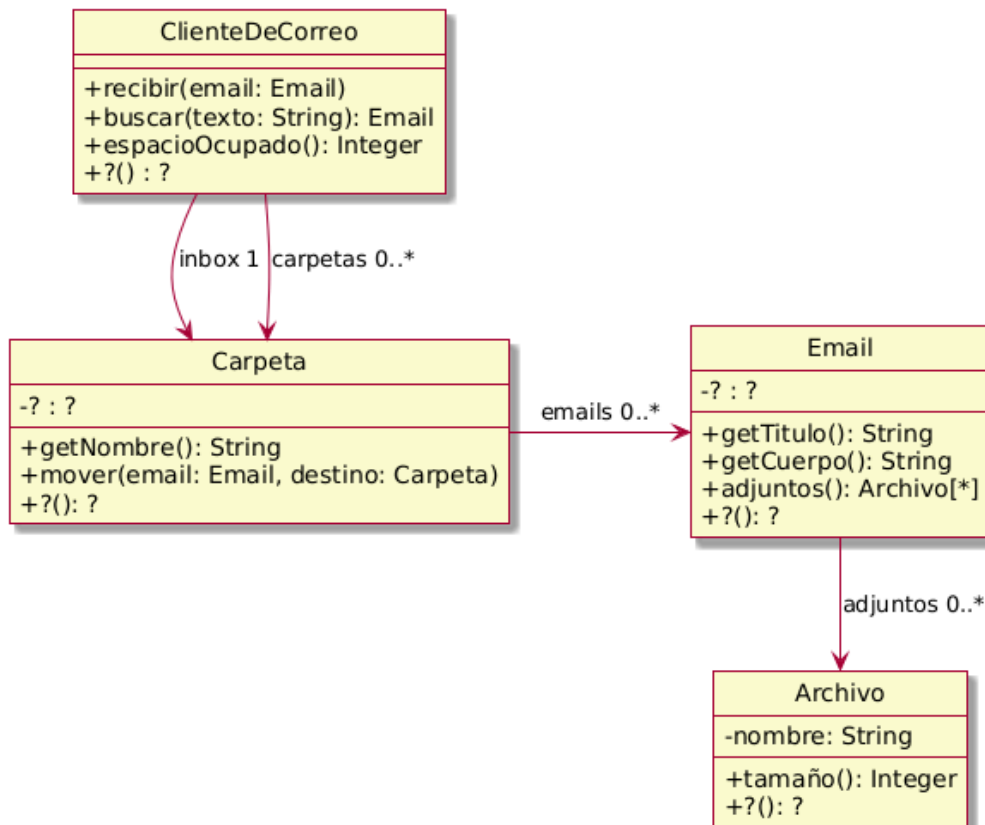 ClienteDeCorreo
+recibir(email: Email)
+buscar(texto: String): Email
+espacioOcupado(): Integer
+?() : ?
inbox 1
carpetas 0..*
Carpeta
-? : ?
+getNombre(): String
+mover(email: Email, destino: Carpeta)
+?(): ?
emails 0..*
Email
-? : ?
+getTitulo(): String
+getCuerpo(): String
+adjuntos(): Archivo[*]
+?(): ?
adjuntos 0..*
Archivo
-nombre: String
+tamaño(): Integer
+?(): ?